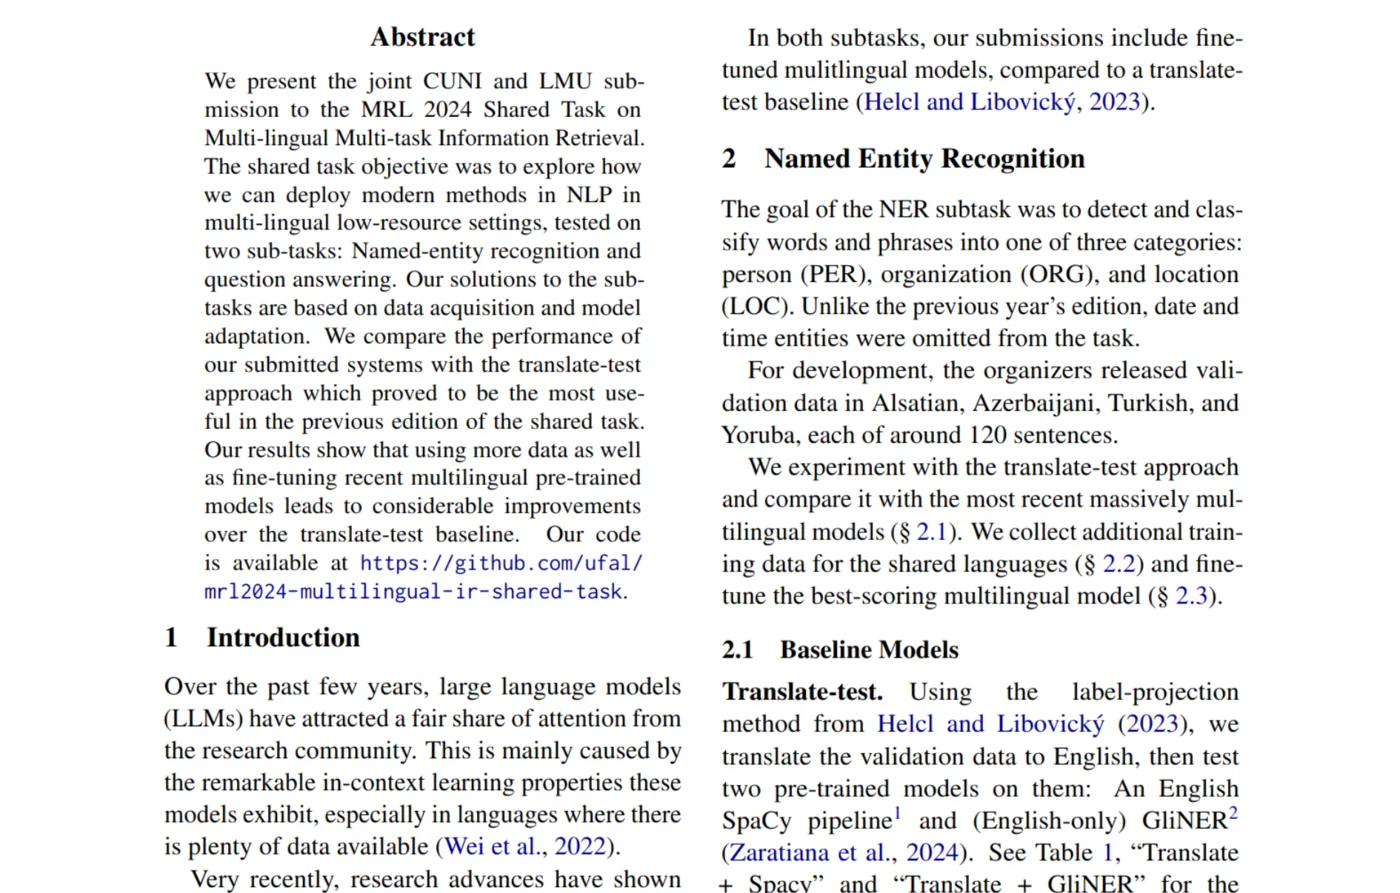 Abstract
We present the joint CUNI and LMU sub-
mission to the MRL 2024 Shared Task on
Multi-lingual Multi-task Information Retrieval.
The shared task objective was to explore how
we can deploy modern methods in NLP in
multi-lingual low-resource settings, tested on
two sub-tasks: Named-entity recognition and
question answering. Our solutions to the sub-
tasks are based on data acquisition and model
adaptation. We compare the performance of
our submitted systems with the translate-test
approach which proved to be the most use-
ful in the previous edition of the shared task.
Our results show that using more data as well
as fine-tuning recent multilingual pre-trained
models leads to considerable improvements
over the translate-test baseline. Our code
is available at https://github.com/ufal/
mrl2024-multilingual-ir-shared-task.
1 Introduction
Over the past few years, large language models
(LLMs) have attracted a fair share of attention from
the research community. This is mainly caused by
the remarkable in-context learning properties these
models exhibit, especially in languages where there
is plenty of data available (Wei et al., 2022).
Very recently, research advances have shown
In both subtasks, our submissions include fine-
tuned mulitlingual models, compared to a translate-
test baseline (Helcl and Libovický, 2023).
2 Named Entity Recognition
The goal of the NER subtask was to detect and clas-
sify words and phrases into one of three categories:
person (PER), organization (ORG), and location
(LOC). Unlike the previous year's edition, date and
time entities were omitted from the task.
For development, the organizers released vali-
dation data in Alsatian, Azerbaijani, Turkish, and
Yoruba, each of around 120 sentences.
We experiment with the translate-test approach
and compare it with the most recent massively mul-
tilingual models (§ 2.1). We collect additional train-
ing data for the shared languages (§ 2.2) and fine-
tune the best-scoring multilingual model (§ 2.3).
2.1 Baseline Models
Translate-test. Using the label-projection
method from Helcl and Libovický (2023), we
translate the validation data to English, then test
two pre-trained models on them: An English
SpaCy pipeline1 and (English-only) GliNER2
(Zaratiana et al., 2024). See Table 1, “Translate
+ Spacy” and “Translate + GliNER” for the